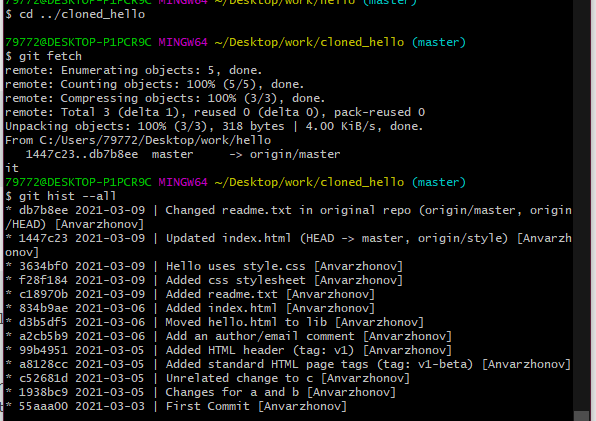 79772@DESKTOP-P1PCR9C MINGW64 ~/Desktop/work/hello (master)
$ cd ../cloned_hello
79772@DESKTOP-P1PCR9C MINGW64 ~/Desktop/work/cloned_hello (master)
$ git fetch
remote: Enumerating objects: 5, done.
remote: Counting objects: 100% (5/5), done.
remote: Compressing objects: 100% (3/3), done.
remote: Total 3 (delta 1), reused 0 (delta 0), pack-reused 0
Unpacking objects: 100% (3/3), 318 bytes | 4.00 KiB/s, done.
From C:/Users/79772/Desktop/work/hello
   1447c23..db7b8ee  master     -> origin/master
it
79772@DESKTOP-P1PCR9C MINGW64 ~/Desktop/work/cloned_hello (master)
$ git hist --all
* db7b8ee 2021-03-09 | Changed readme.txt in original repo (origin/master, origin
/HEAD) [Anvarzhonov]
* 1447c23 2021-03-09 | Updated index.html (HEAD -> master, origin/style) [Anvarzh
onov]
* 3634bf0 2021-03-09 | Hello uses style.css [Anvarzhonov]
* f28f184 2021-03-09 | Added css stylesheet [Anvarzhonov]
* c18970b 2021-03-09 | Added readme.txt [Anvarzhonov]
* 834b9ae 2021-03-06 | Added index.html [Anvarzhonov]
* d3b5df5 2021-03-06 | Moved hello.html to lib [Anvarzhonov]
* a2cb5b9 2021-03-06 | Add an author/email comment [Anvarzhonov]
* 99b4951 2021-03-05 | Added HTML header (tag: v1) [Anvarzhonov]
* a8128cc 2021-03-05 | Added standard HTML page tags (tag: v1-beta) [Anvarzhonov]
* c52681d 2021-03-05 | Unrelated change to c [Anvarzhonov]
* 1938bc9 2021-03-05 | Changes for a and b [Anvarzhonov]
* 55aaa00 2021-03-03 | First Commit [Anvarzhonov]